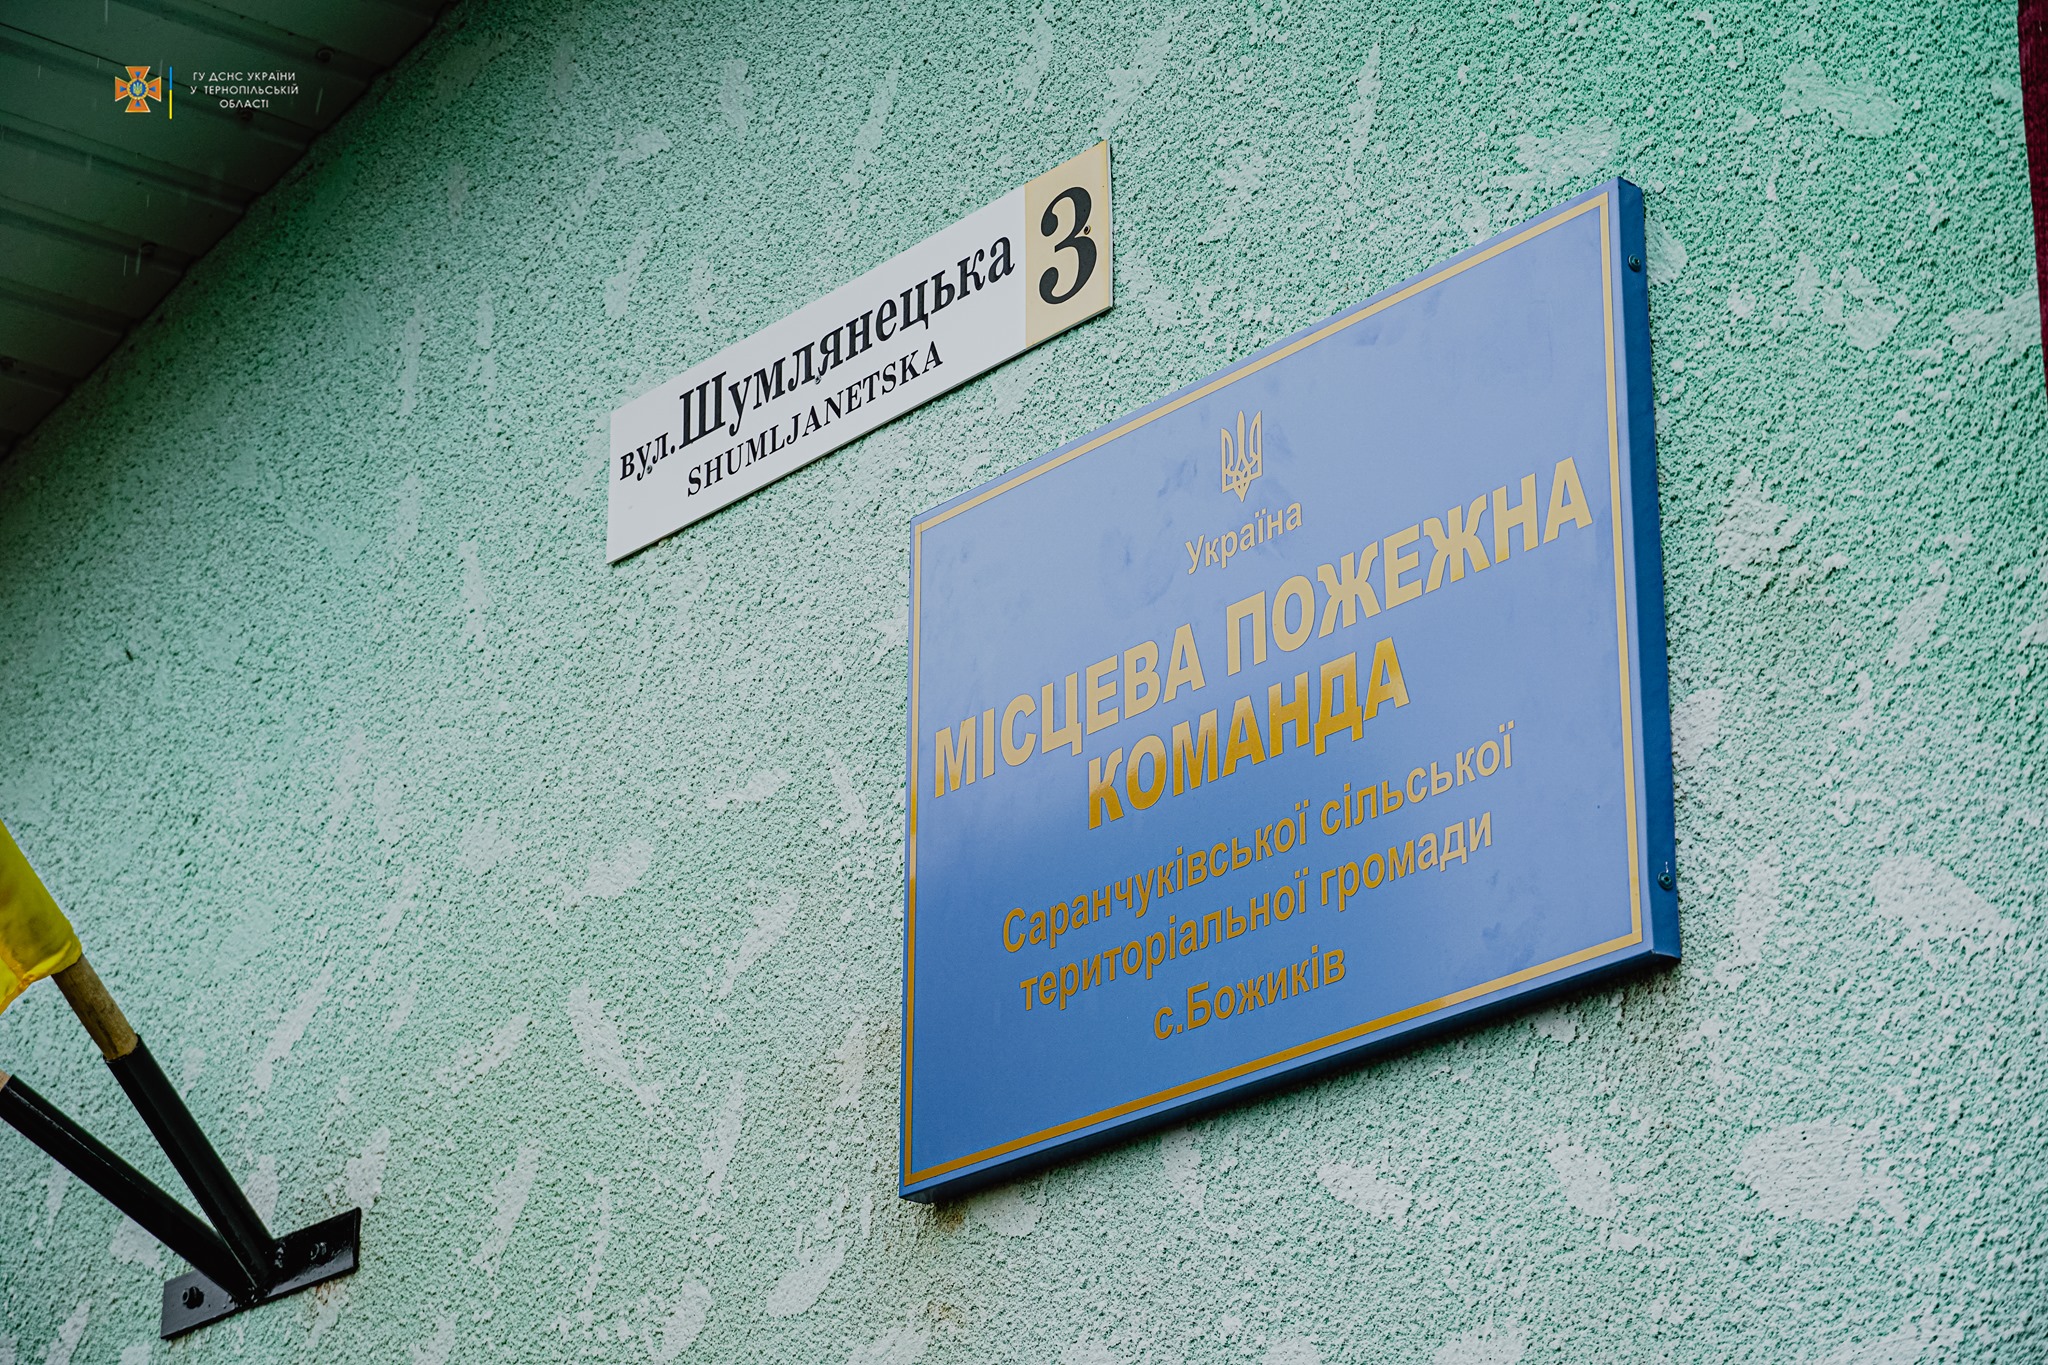 ГУ ДСНС УКРАЇНИ
У ТЕРНОПІЛЬСЬКІЙ
ОБЛАСТІ
вул. Шумлянецька 3
SHUMLJANETSKA
Україна
МІСЦЕВА ПОЖЕЖНА
КОМАНДА
Саранчуківської сільської
територіальної громади
с.Божиків